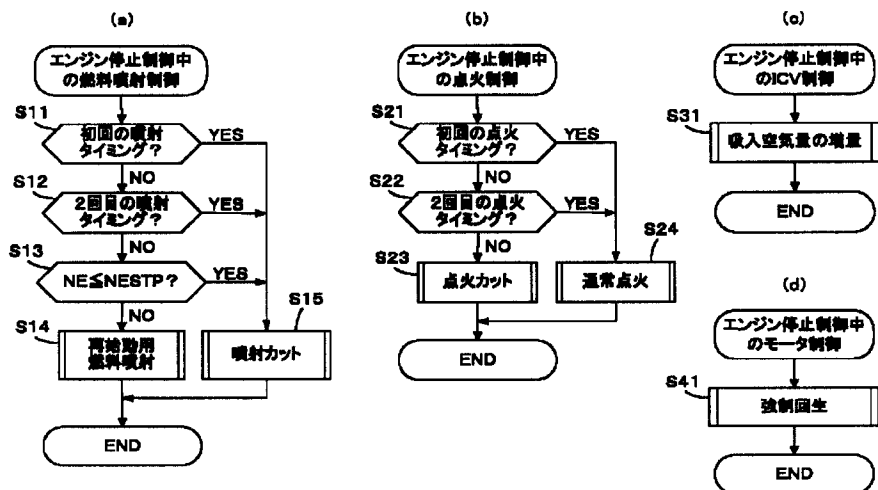 (a)
エンジン停止制御中
の燃料噴射制御
S11
初回の噴射
タイミング?
YES
NO
S12
2回目の噴射
タイミング?
YES
NO
S13
NE≦NESTP?
YES
NO
S14
再始動用
燃料噴射
S15
噴射カット
END
(b)
エンジン停止制御中
の点火制御
S21
初回の点火
タイミング?
YES
NO
S22
2回目の点火
タイミング?
YES
NO
S23
点火カット
S24
通常点火
END
(c)
エンジン停止制御中
のICV制御
S31
吸入空気量の増量
END
(d)
エンジン停止制御中
のモータ制御
S41
強制回生
END